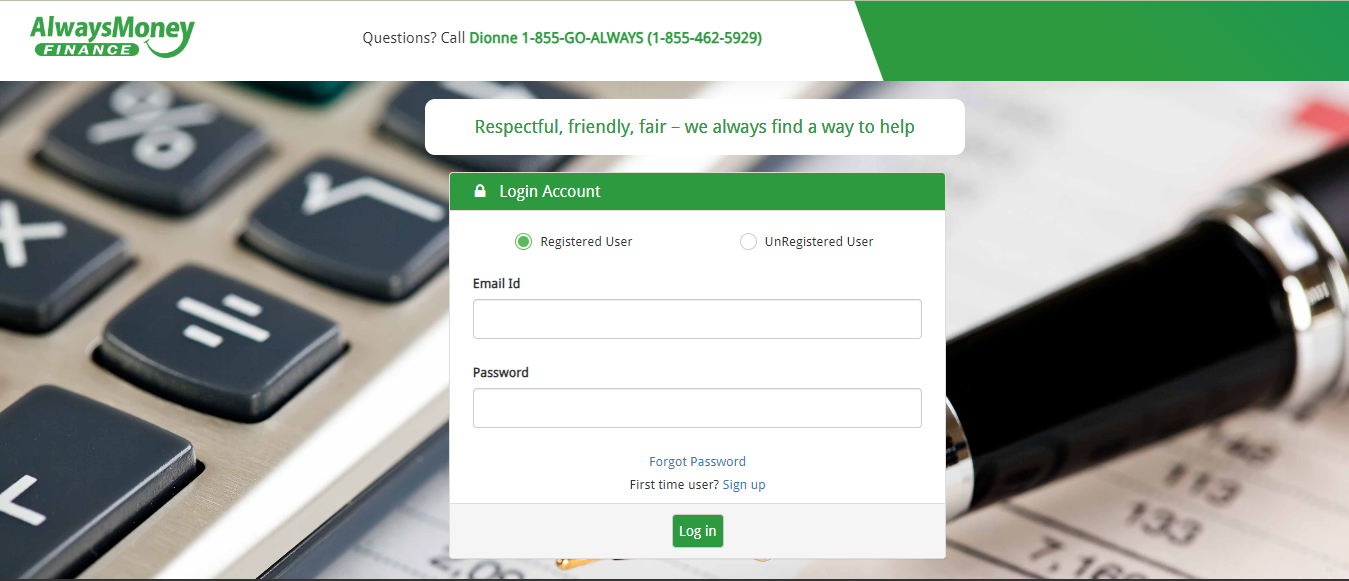 AlwaysMoney
FINANCE
Questions? Call Dionne 1-855-GO-ALWAYS (1-855-462-5929)
Respectful, friendly, fair – we always find a way to help
Login Account
Registered User UnRegistered User
Email Id
Password
Forgot Password
First time user? Sign up
Log in
113
133